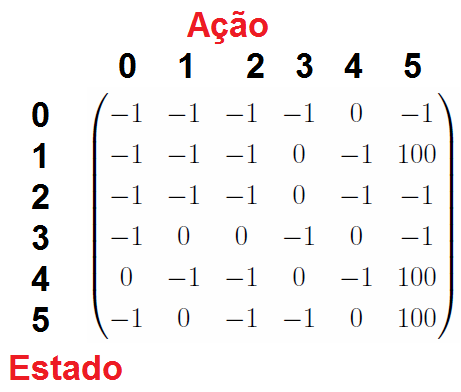 Ação
0 1 2 3 4 5
0 −1 −1 −1 −1 0 −1
1 −1 −1 −1 0 −1 100
2 −1 −1 −1 0 −1 −1
3 −1 0 0 −1 0 −1
4 0 −1 −1 0 −1 100
5 −1 0 −1 −1 0 100
Estado